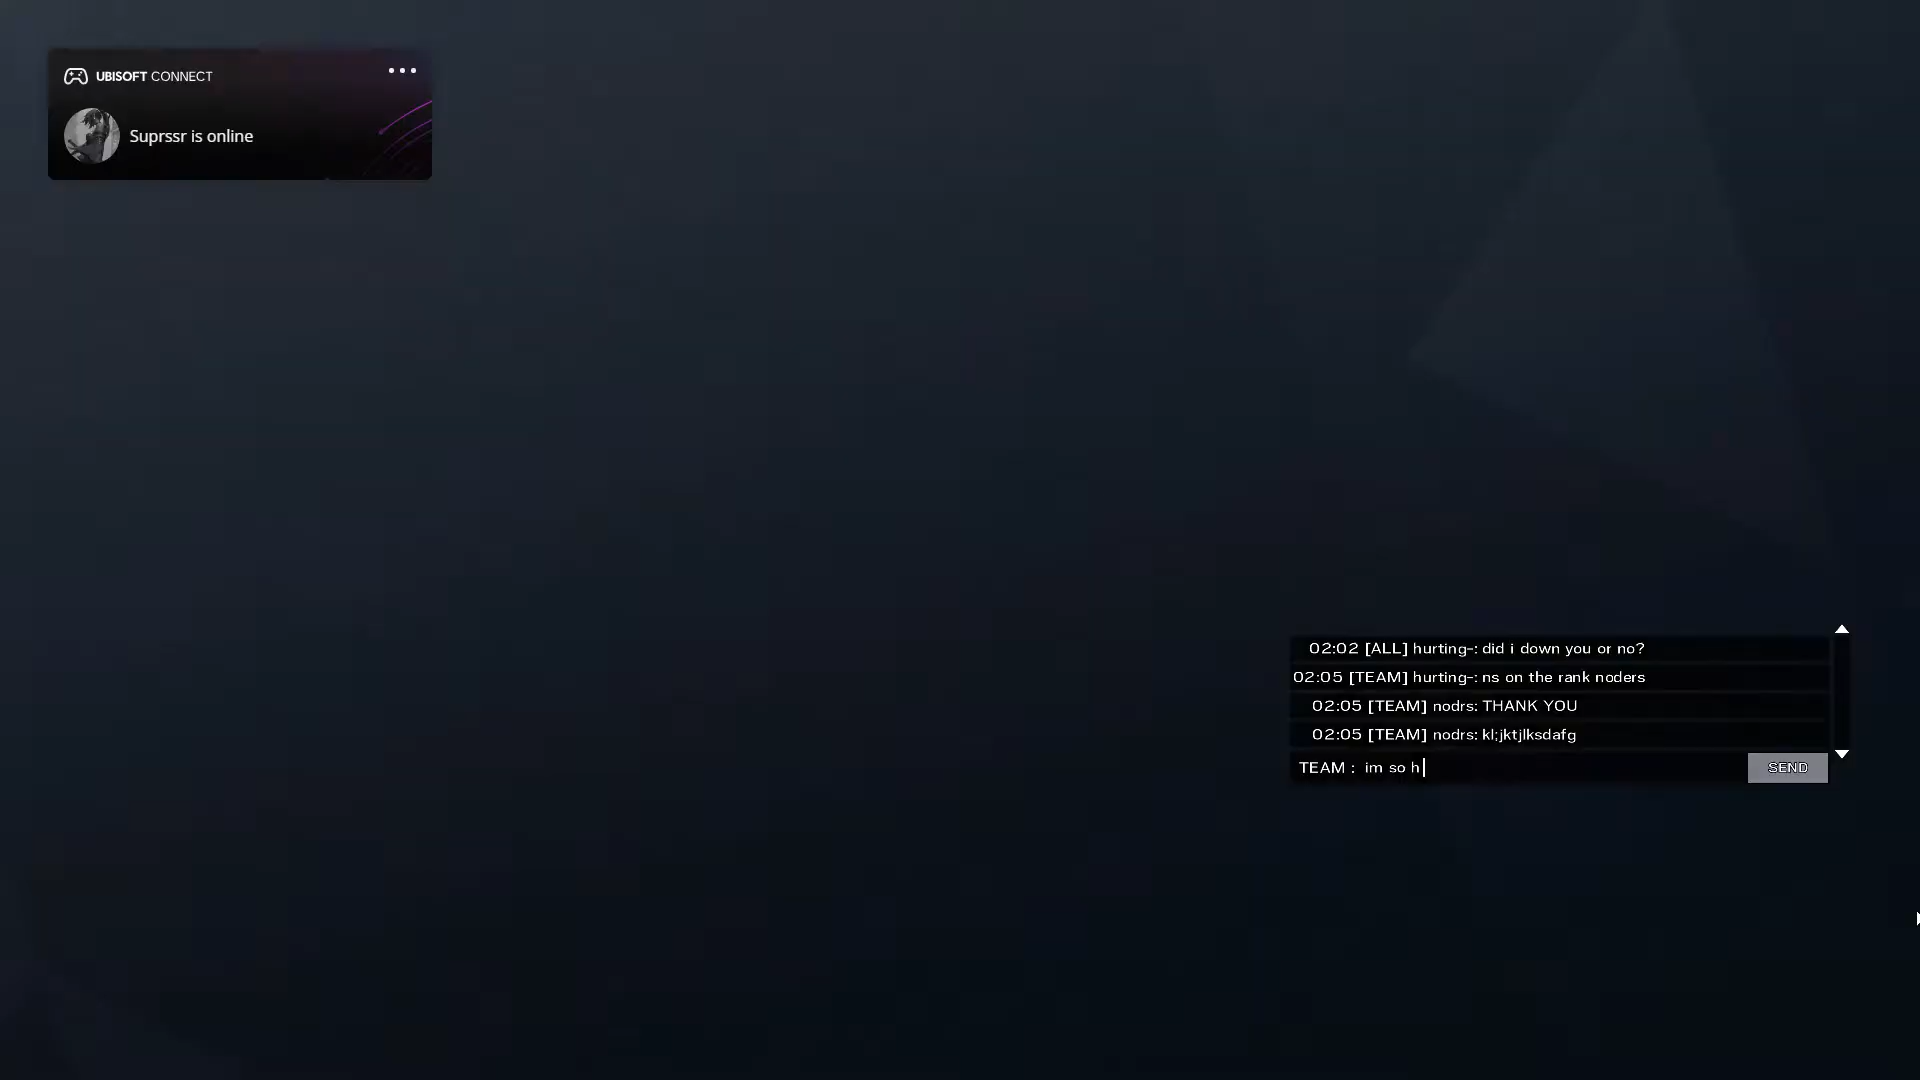 UBISOFT CONNECT
Suprssr is online
02:02 [ALL] hurting-: did i down you or no?
02:05 [TEAM] hurting-: ns on the rank noders
02:05 [TEAM] nodrs: THANK YOU
02:05 [TEAM] nodrs: kl;jktjlksdafg
TEAM : im so h
SEND